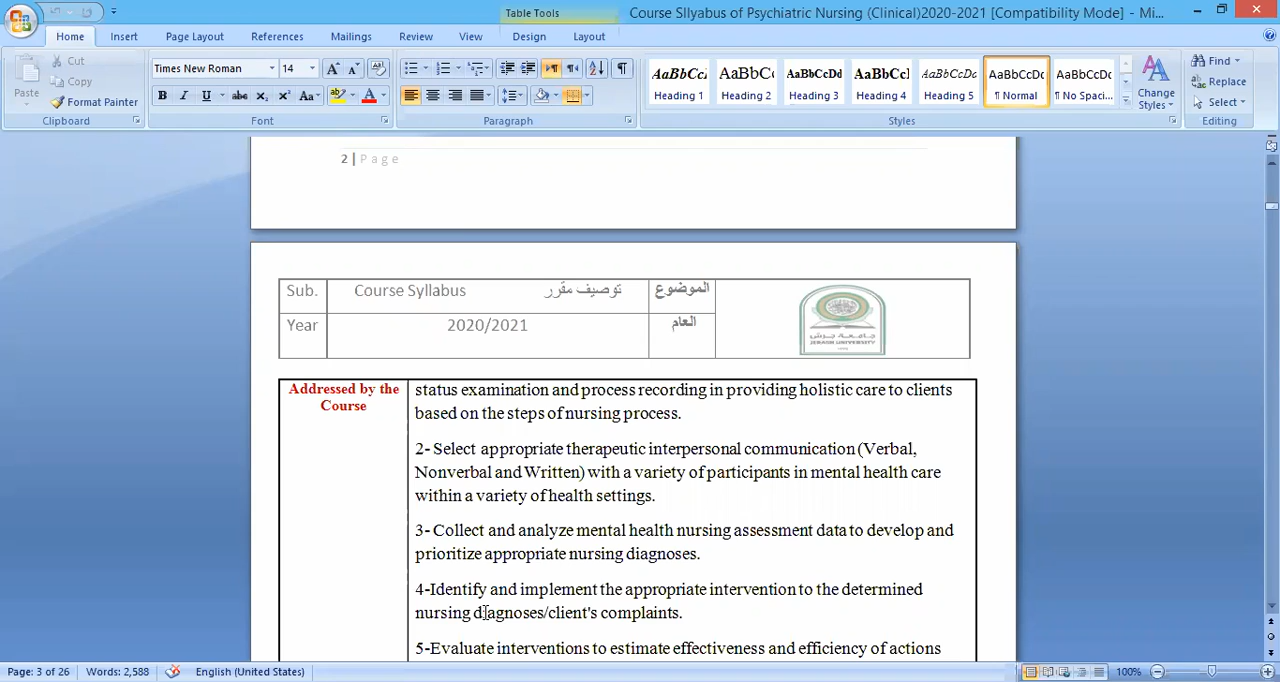 Table Tools
Course SIlyabus of Psychiatric Nursing (Clinical)2020-2021 [Compatibility Mode] - Mi...
Home
Insert
Page Layout
References
Mailings
Review
View
Design
Layout
Paste
Cut
Copy
Format Painter
Clipboard
Times New Roman
14
Font
Paragraph
AaBbCcI
Heading 1
AaBbC
Heading 2
AaBbCcDd
Heading 3
AaBbCcI
Heading 4
AaBbCcDc
Heading 5
AaBbCcDc
¶ Normal
AaBbCcDc
¶ No Spaci...
Change
Styles
Styles
Find
Replace
Select
Editing
2 | Page
Sub. Course Syllabus توصيف مقرر الموضوع
Year 2020/2021 العام
جامعة جرش
JERASH UNIVERSITY
Addressed by the
Course
status examination and process recording in providing holistic care to clients
based on the steps of nursing process.
2- Select appropriate therapeutic interpersonal communication (Verbal,
Nonverbal and Written) with a variety of participants in mental health care
within a variety of health settings.
3- Collect and analyze mental health nursing assessment data to develop and
prioritize appropriate nursing diagnoses.
4-Identify and implement the appropriate intervention to the determined
nursing diagnoses/client's complaints.
5-Evaluate interventions to estimate effectiveness and efficiency of actions
Page: 3 of 26
Words: 2,588
English (United States)
100%